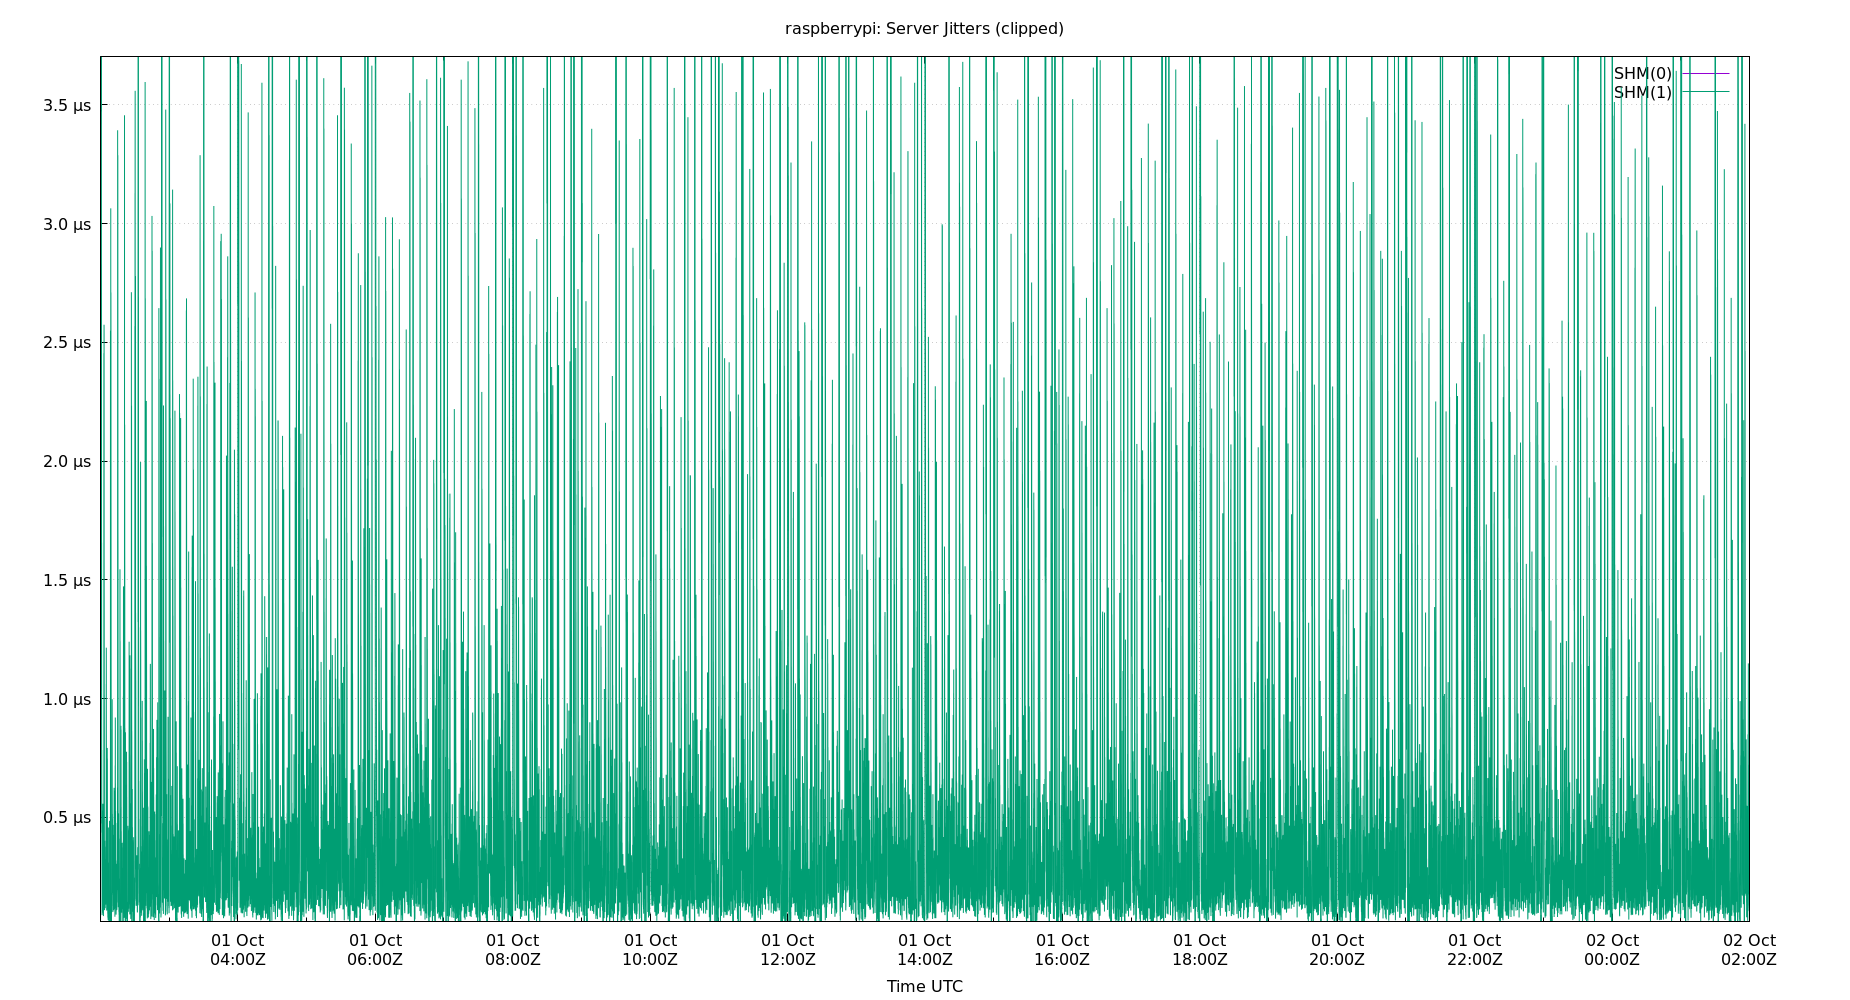 raspberrypi: Server Jitters (clipped)
SHM(0)
SHM(1)
3.5 µs
3.0 µs
2.5 µs
2.0 µs
1.5 µs
1.0 µs
0.5 µs
01 Oct 01 Oct 01 Oct 01 Oct 01 Oct 01 Oct 01 Oct 01 Oct 01 Oct 01 Oct 02 Oct 02 Oct
04:00Z 06:00Z 08:00Z 10:00Z 12:00Z 14:00Z 16:00Z 18:00Z 20:00Z 22:00Z 00:00Z 02:00Z
Time UTC